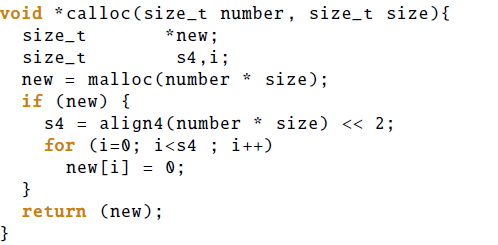 void *calloc(size_t number, size_t size){
  size_t       *new;
  size_t        s4,i;
  new = malloc(number * size);
  if (new) {
    s4 = align4(number * size) << 2;
    for (i=0; i<s4 ; i++)
      new[i] = 0;
  }
  return (new);
}